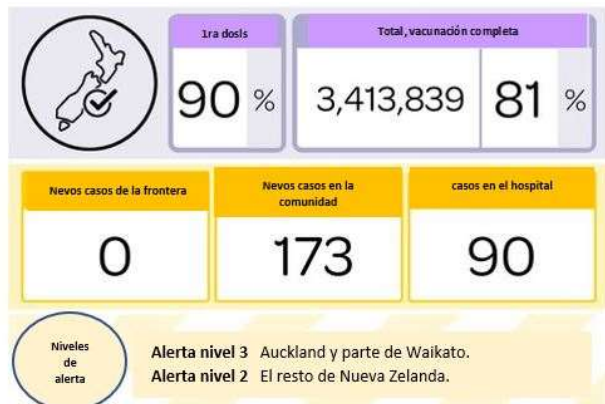 1ra dosis
Total, vacunación completa
90 %
3,413,839
81 %
Nevos casos de la frontera
Nevos casos en la
comunidad
casos en el hospital
0
173
90
Niveles
de
alerta
Alerta nivel 3 Auckland y parte de Waikato.
Alerta nivel 2 El resto de Nueva Zelanda.